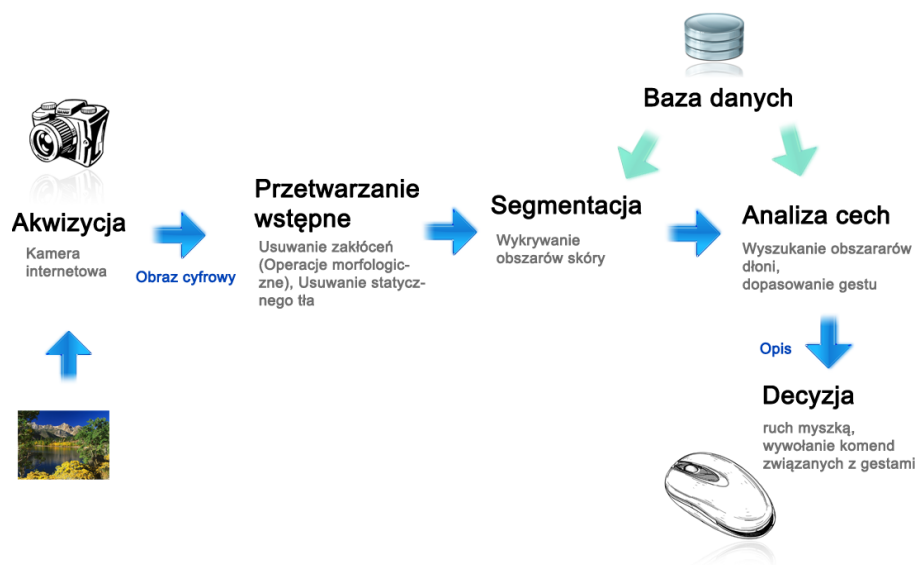 Baza danych
Akwizycja
Kamera
internetowa
Obraz cyfrowy
Przetwarzanie
wstępne
Usuwanie zakłóceń
(Operacje morfologic-
zne), Usuwanie statycz-
nego tła
Segmentacja
Wykrywanie
obszarów skóry
Analiza cech
Wyszukanie obszararów
dłoni,
dopasowanie gestu
Opis
Decyzja
ruch myszką,
wywołanie komend
związanych z gestami